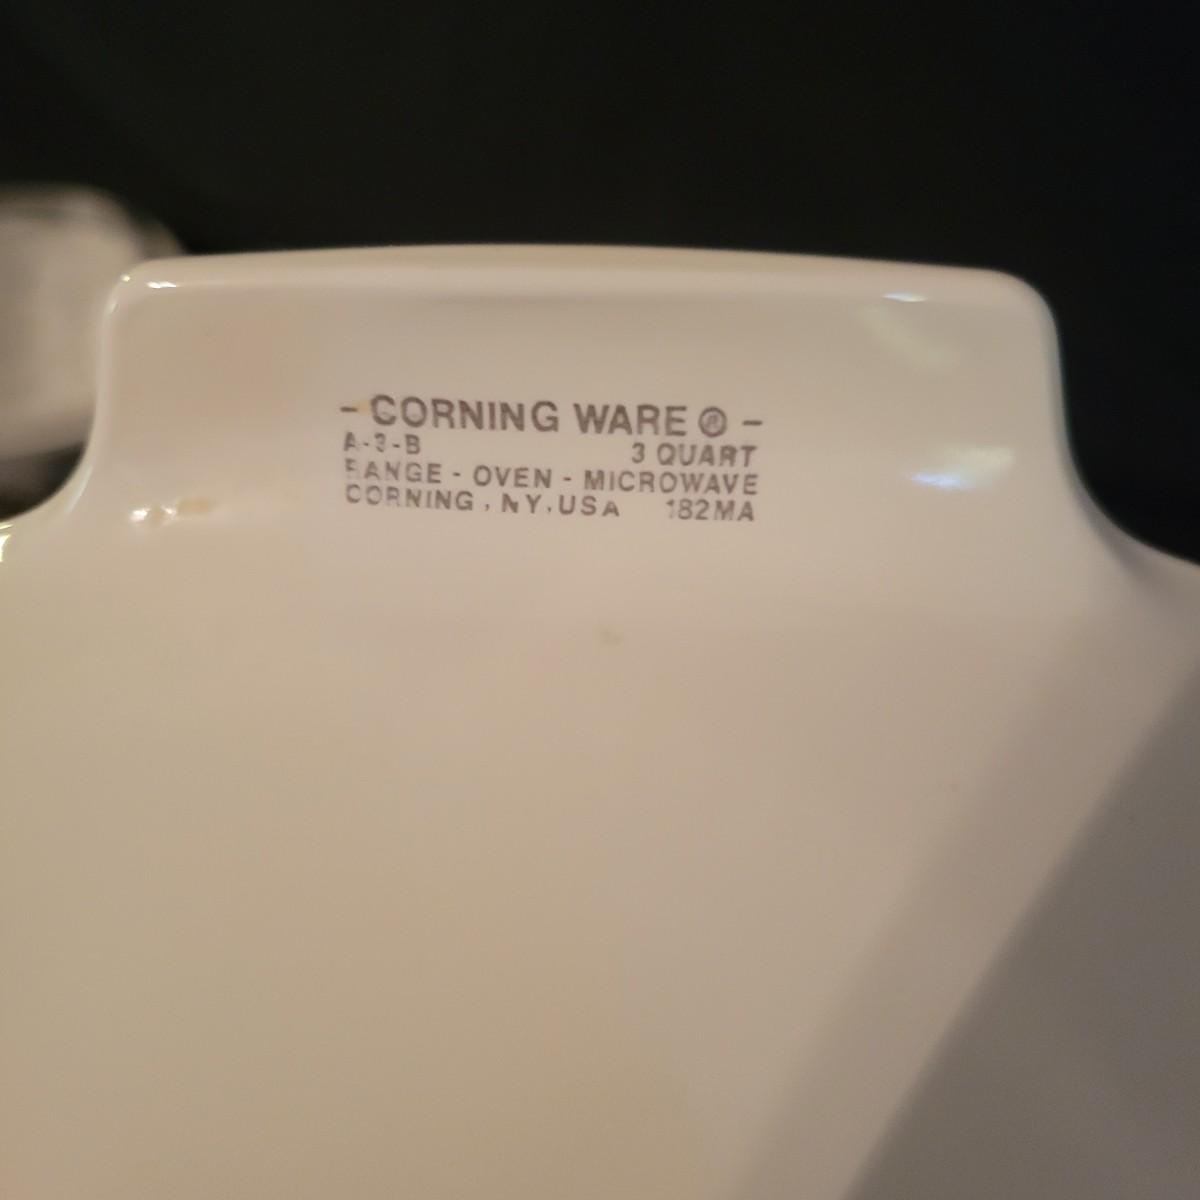 - CORNING WARE ® -
A-3-B 3 QUART
RANGE - OVEN - MICROWAVE
CORNING , NY, USA 182MA